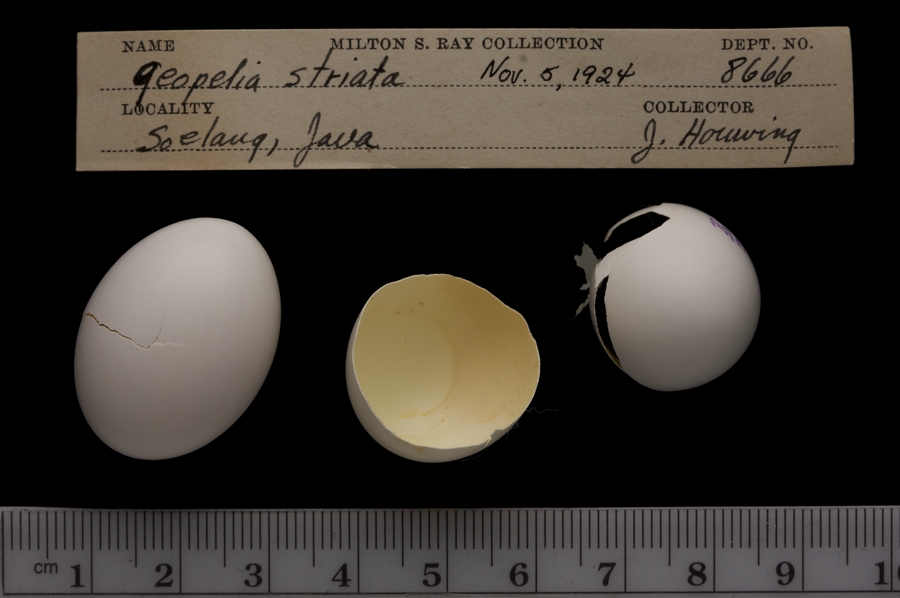 NAME MILTON S. RAY COLLECTION DEPT. NO.
Geopelia striata Nov. 5, 1924 8666
LOCALITY COLLECTOR
Soelang, Java J. Houwing
cm 1 2 3 4 5 6 7 8 9 1